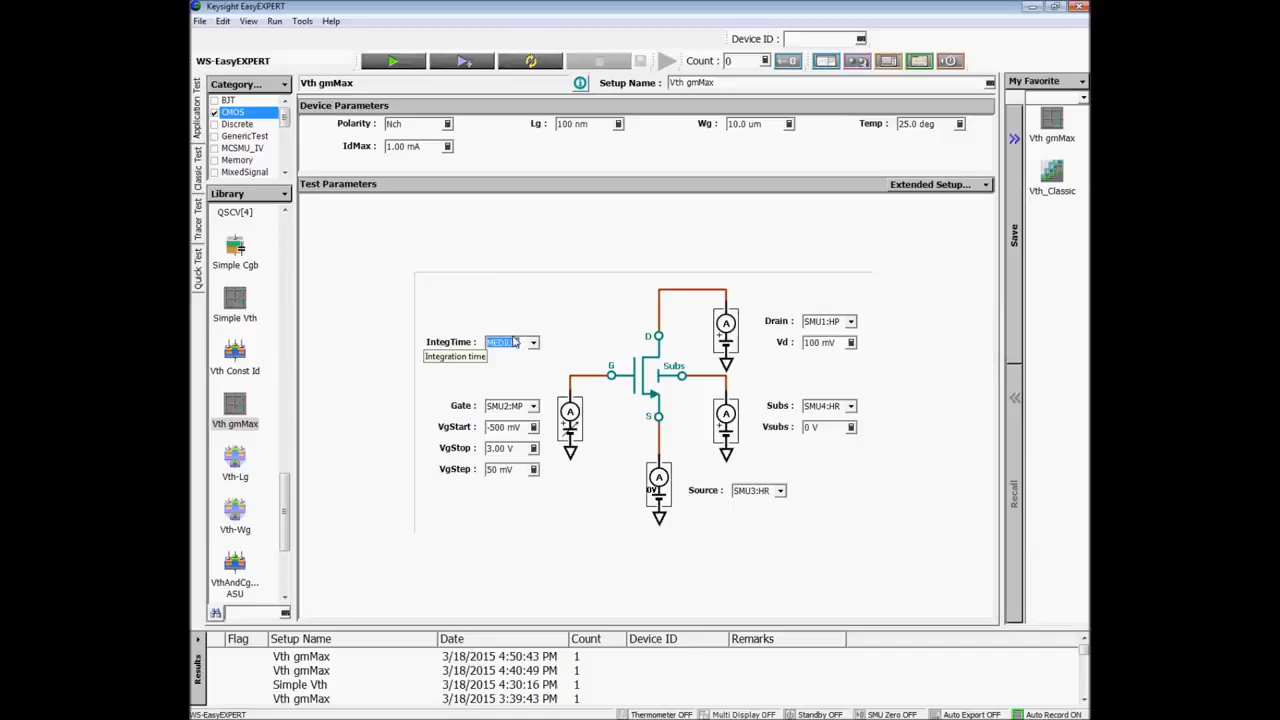 Keysight EasyEXPERT
File Edit View Run Tools Help
Device ID :
WS-EasyEXPERT
Count : 0
Category...
Vth gmMax
Setup Name : Vth gmMax
My Favorite
Application Test
Classic Test
Tracer Test
Quick Test
BJT
CMOS
Discrete
GenericTest
MCSMU_IV
Memory
MixedSignal
Device Parameters
Polarity : Nch
Lg : 100 nm
Wg : 10.0 um
Temp : 25.0 deg
IdMax : 1.00 mA
Vth gmMax
Vth_Classic
Save
Recall
Library
QSCV[4]
Simple Cgb
Simple Vth
Vth Const Id
Vth gmMax
Vth-Lg
Vth-Wg
VthAndCg...
ASU
Test Parameters
Extended Setup...
IntegTime :
Integration time
Drain : SMU1:HP
Vd : 100 mV
Gate : SMU2:MP
VgStart : -500 mV
VgStop : 3.00 V
VgStep : 50 mV
Subs : SMU4:HR
Vsubs : 0 V
Source : SMU3:HR
D
G
Subs
S
A
A
A
A
0V
Results
Flag Setup Name Date Count Device ID Remarks
Vth gmMax 3/18/2015 4:50:43 PM 1
Vth gmMax 3/18/2015 4:40:49 PM 1
Simple Vth 3/18/2015 4:30:16 PM 1
Vth gmMax 3/18/2015 3:39:43 PM 1
WS-EasyEXPERT
Thermometer OFF Multi Display OFF Standby OFF SMU Zero OFF Auto Export OFF Auto Record ON